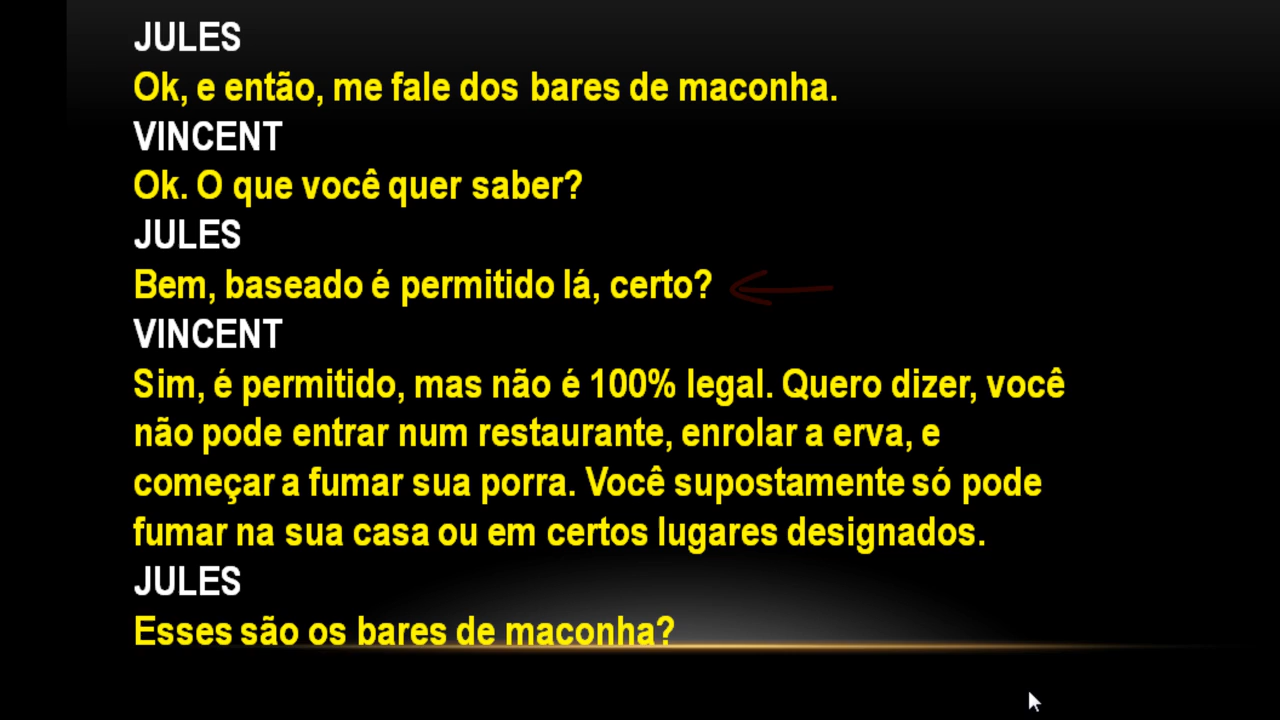 JULES
Ok, e então, me fale dos bares de maconha.
VINCENT
Ok. O que você quer saber?
JULES
Bem, baseado é permitido lá, certo?
VINCENT
Sim, é permitido, mas não é 100% legal. Quero dizer, você
não pode entrar num restaurante, enrolar a erva, e
começar a fumar sua porra. Você supostamente só pode
fumar na sua casa ou em certos lugares designados.
JULES
Esses são os bares de maconha?